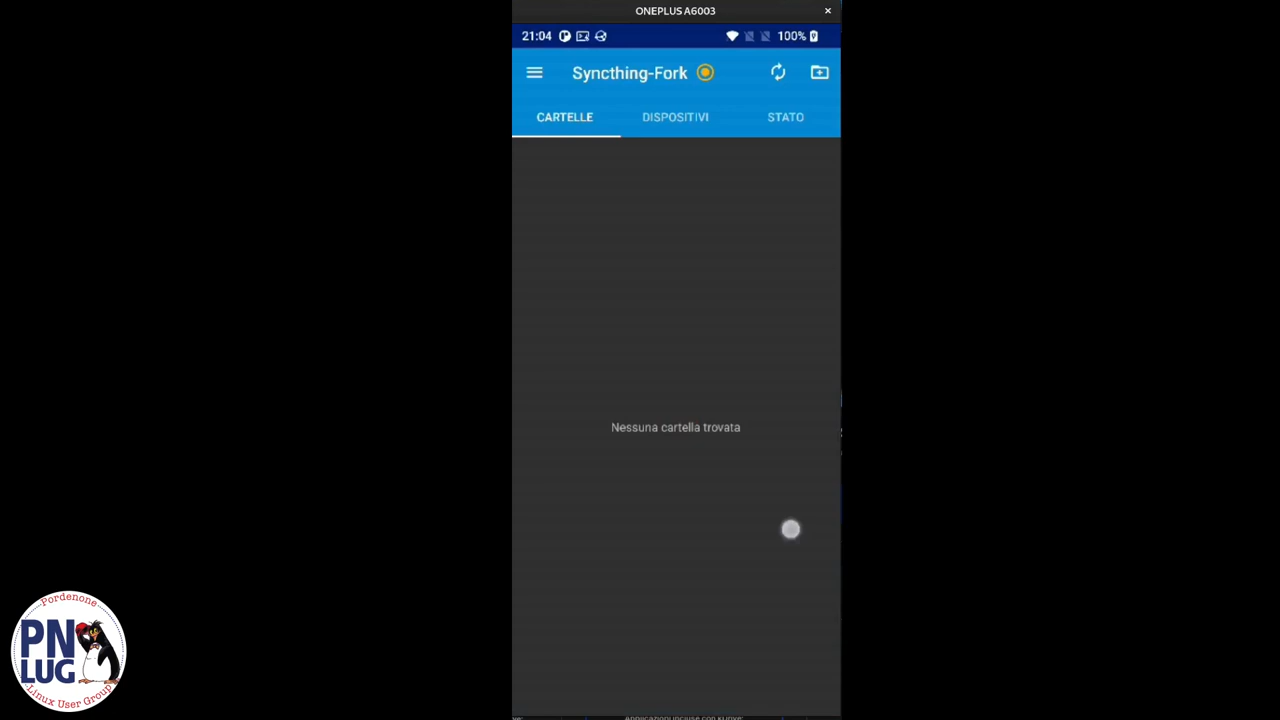 ONEPLUS A6003
21:04
100%
Syncthing-Fork
CARTELLE
DISPOSITIVI
STATO
Nessuna cartella trovata
Pordenone
PN
LUG
Linux User Group